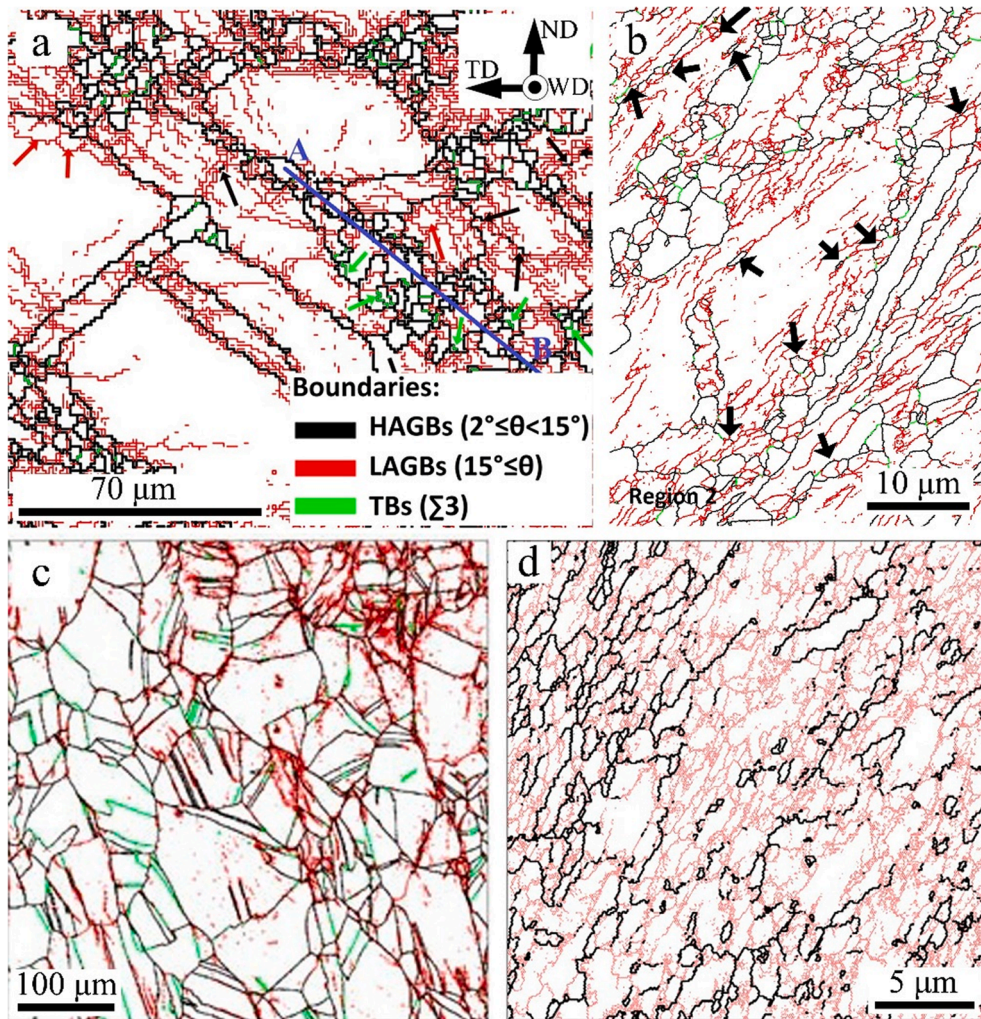 a
ND
TD
WD
A
B
Boundaries:
HAGBs (2°≤θ<15°)
LAGBs (15°≤θ)
TBs (∑3)
70 μm
b
Region 2
10 μm
c
100 μm
d
5 μm